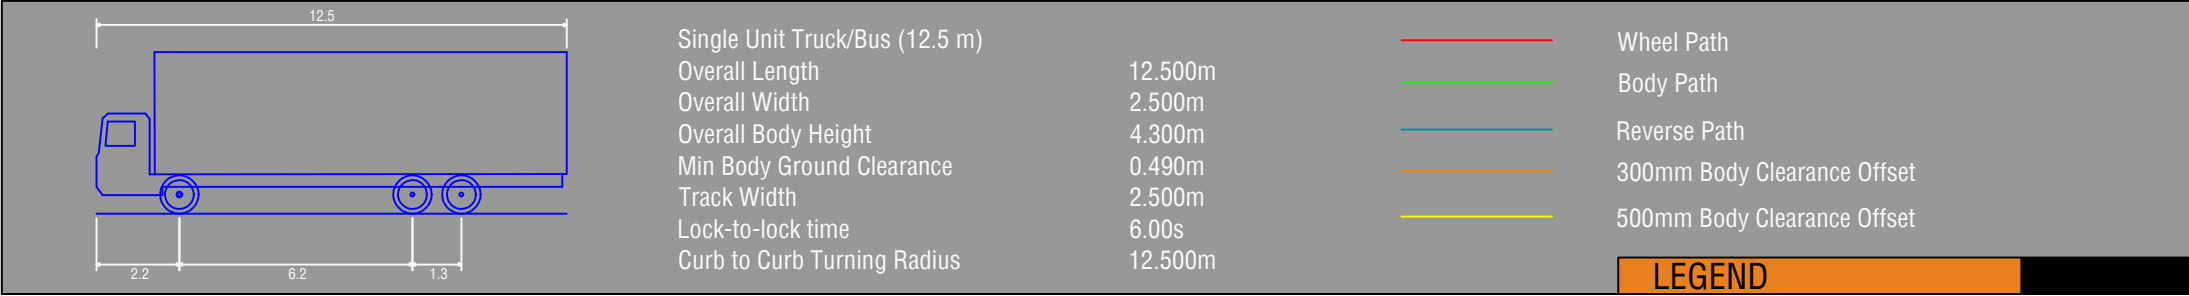 12.5
2.2
6.2
1.3
Single Unit Truck/Bus (12.5 m)
Overall Length 12.500m
Overall Width 2.500m
Overall Body Height 4.300m
Min Body Ground Clearance 0.490m
Track Width 2.500m
Lock-to-lock time 6.00s
Curb to Curb Turning Radius 12.500m
Wheel Path
Body Path
Reverse Path
300mm Body Clearance Offset
500mm Body Clearance Offset
LEGEND